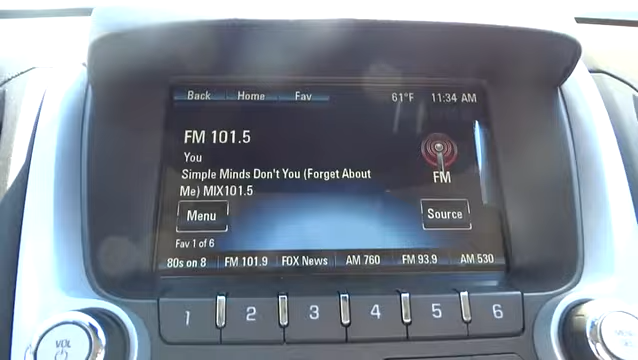 Back Home Fav 61°F 11:34 AM
FM 101.5
You
Simple Minds Don't You (Forget About
Me) MIX101.5
FM
Menu Source
Fav 1 of 6
80s on 8 FM 101.9 FOX News AM 760 FM 93.9 AM 530
1 2 3 4 5 6
VOL